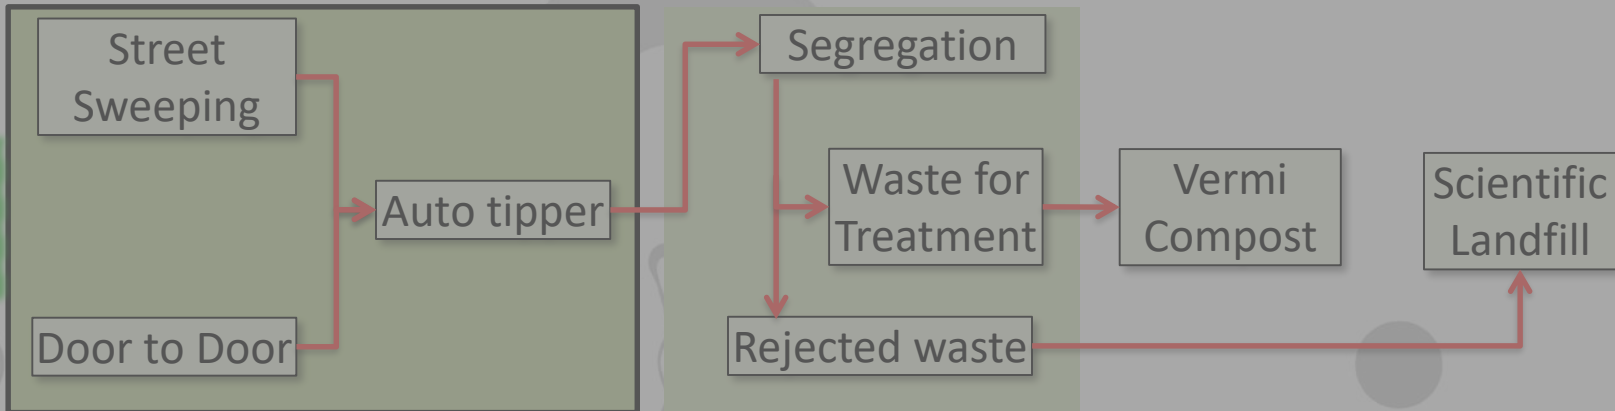 Street
Sweeping
Door to Door
Auto tipper
Segregation
Waste for
Treatment
Rejected waste
Vermi
Compost
Scientific
Landfill